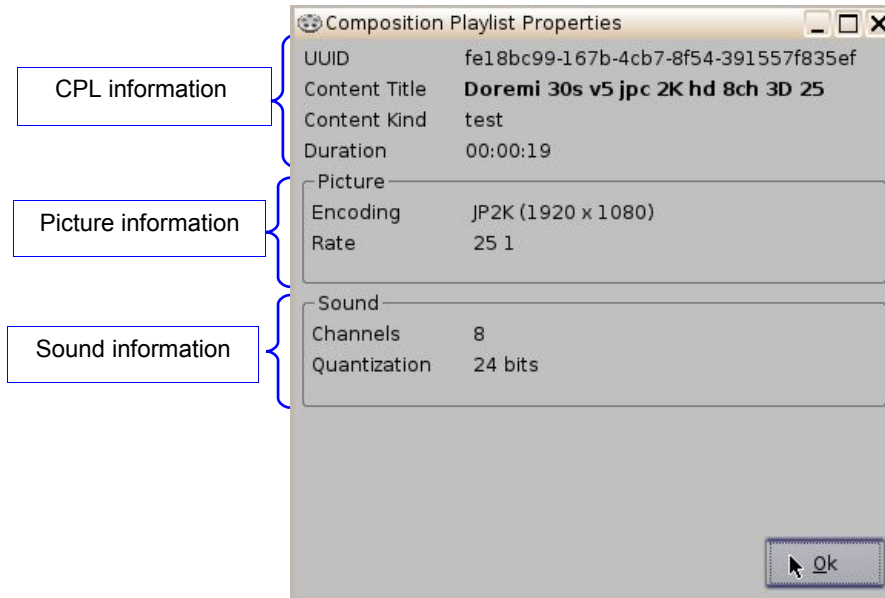 Composition Playlist Properties
CPL information
UUID fe18bc99-167b-4cb7-8f54-391557f835ef
Content Title Doremi 30s v5 jpc 2K hd 8ch 3D 25
Content Kind test
Duration 00:00:19
Picture information
Picture
Encoding JP2K (1920 x 1080)
Rate 25 1
Sound information
Sound
Channels 8
Quantization 24 bits
Ok